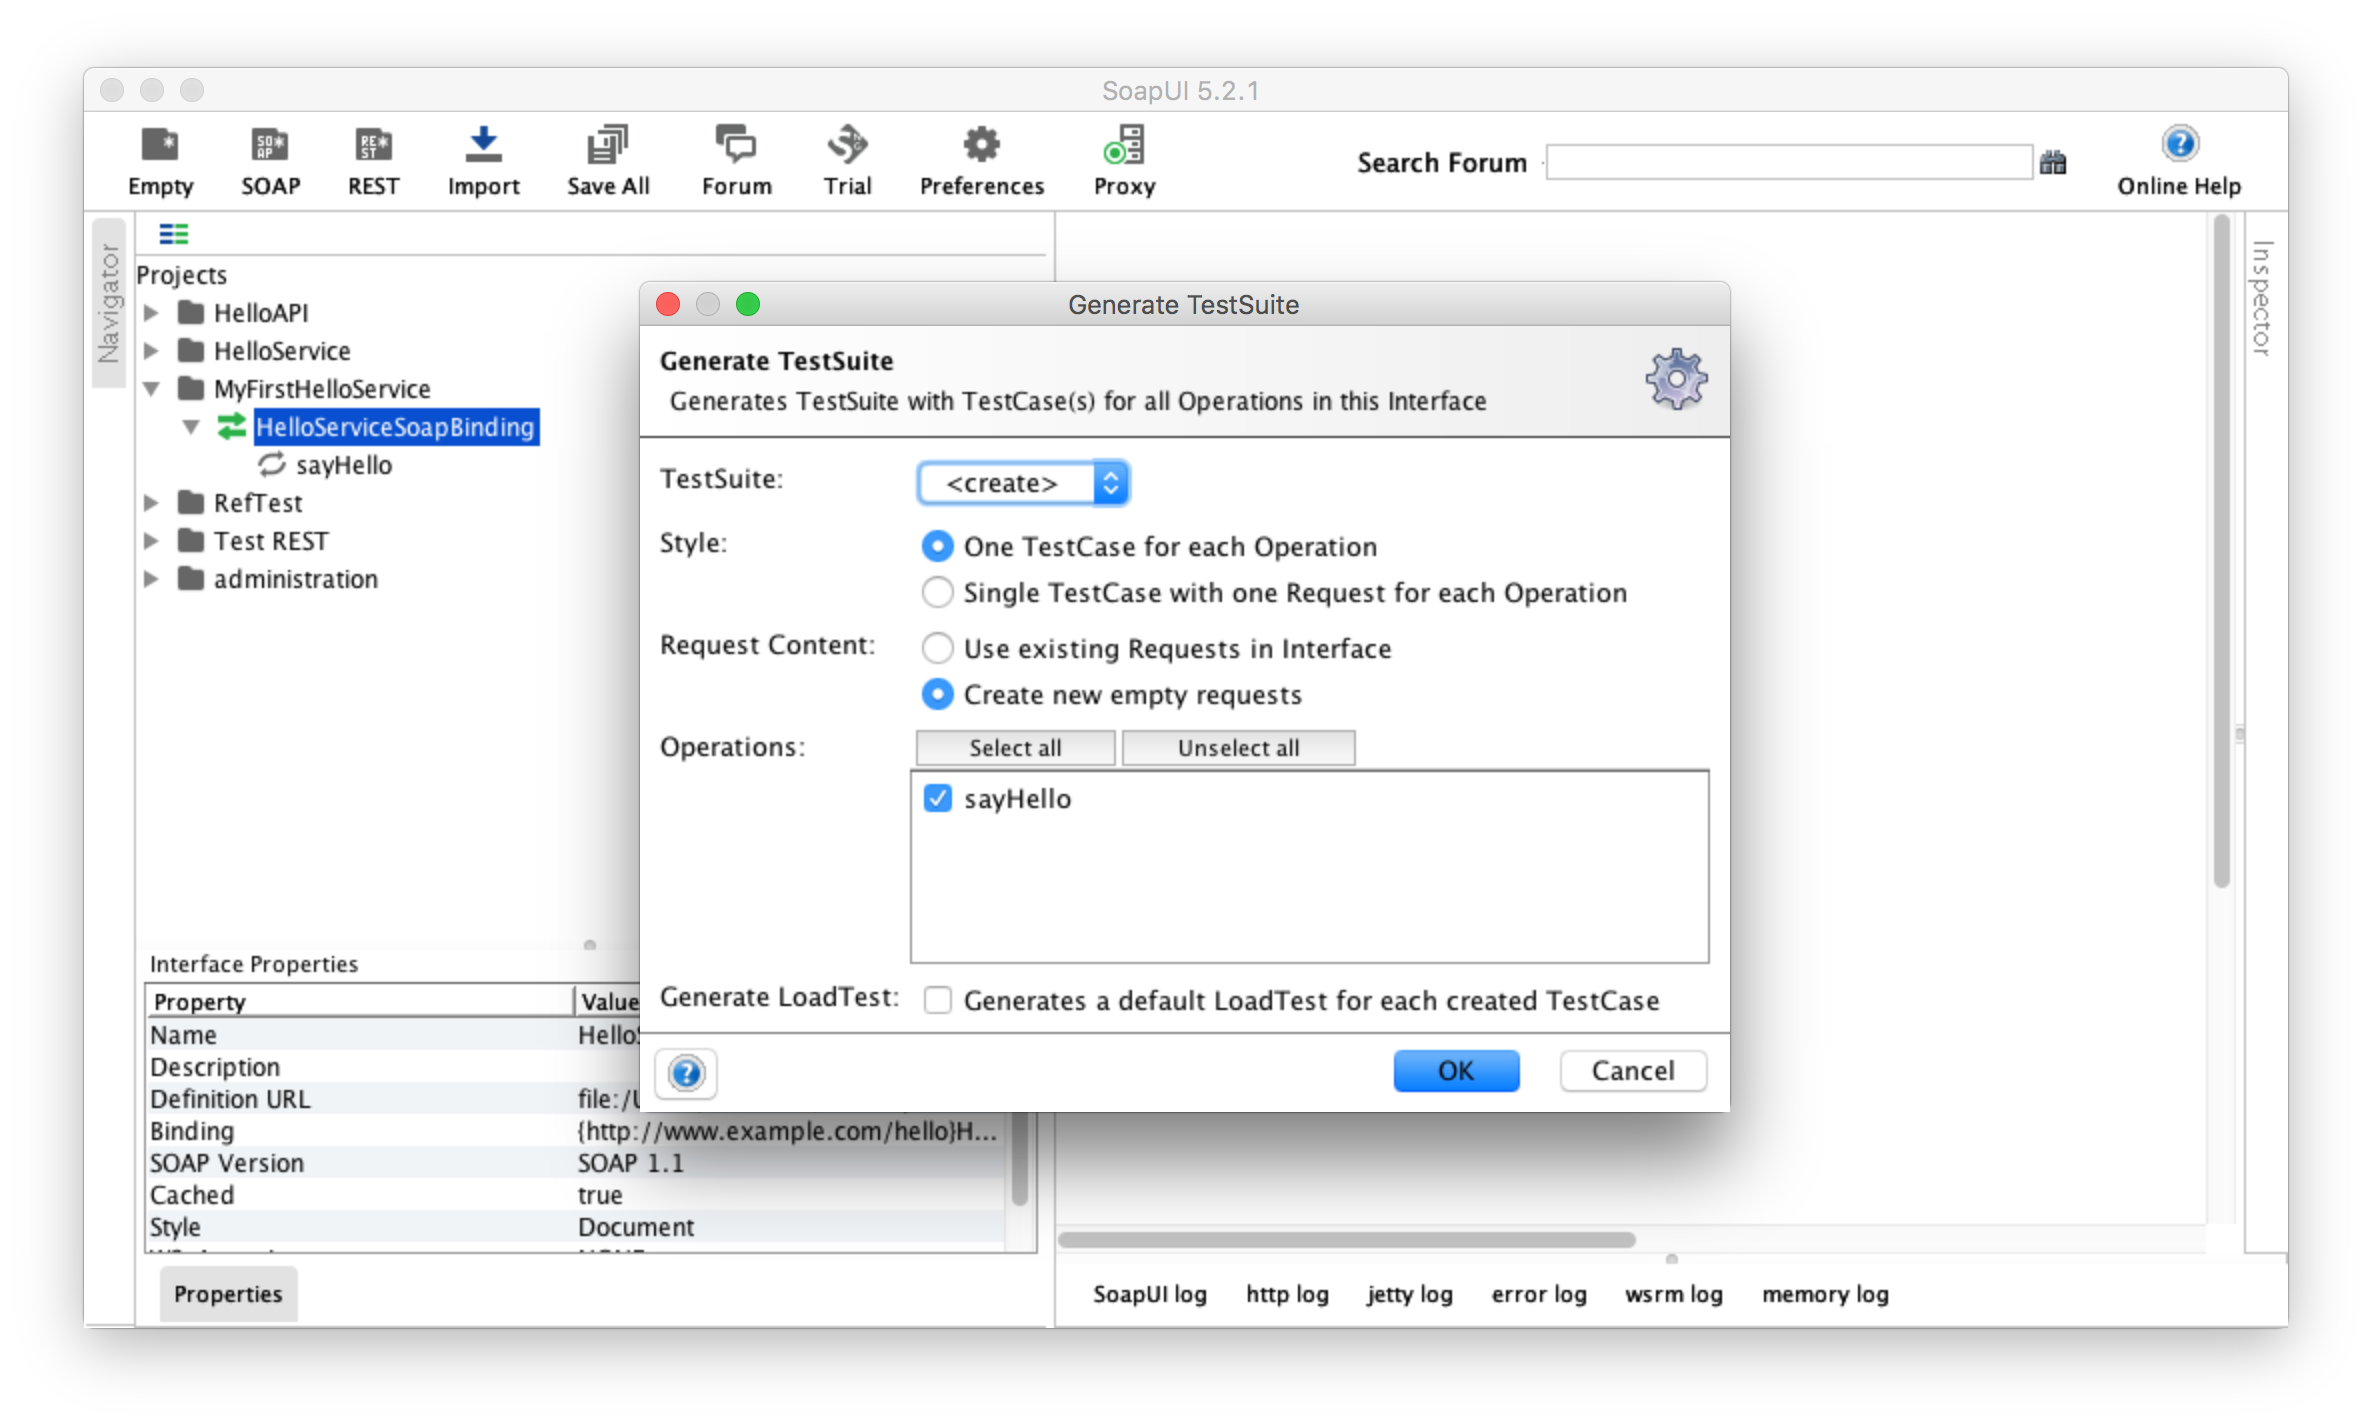 SoapUI 5.2.1
Empty SOAP REST Import Save All Forum Trial Preferences Proxy Search Forum Online Help
Navigator
Inspector
Projects
HelloAPI
HelloService
MyFirstHelloService
HelloServiceSoapBinding
sayHello
RefTest
Test REST
administration
Generate TestSuite
Generate TestSuite
Generates TestSuite with TestCase(s) for all Operations in this Interface
TestSuite: <create>
Style: One TestCase for each Operation
Single TestCase with one Request for each Operation
Request Content: Use existing Requests in Interface
Create new empty requests
Operations: Select all Unselect all
sayHello
Generate LoadTest: Generates a default LoadTest for each created TestCase
OK Cancel
Interface Properties
Property Value
Name
Description
Definition URL file:/
Binding {http://www.example.com/hello}H...
SOAP Version SOAP 1.1
Cached true
Style Document
Properties
SoapUI log http log jetty log error log wsrm log memory log